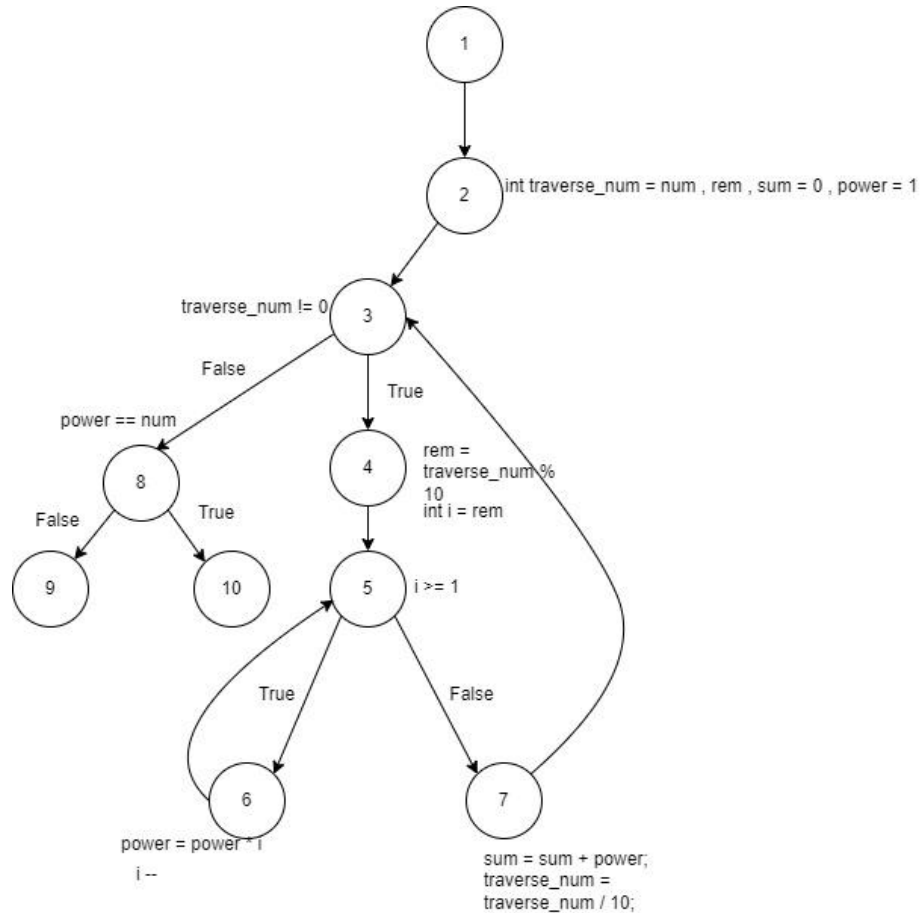 1
2
int traverse_num = num , rem , sum = 0 , power = 1
traverse_num != 0
3
False
True
power == num
8
4
rem =
traverse_num %
10
int i = rem
False
True
9
10
5
i >= 1
True
False
6
7
power = power * i
i --
sum = sum + power;
traverse_num =
traverse_num / 10;